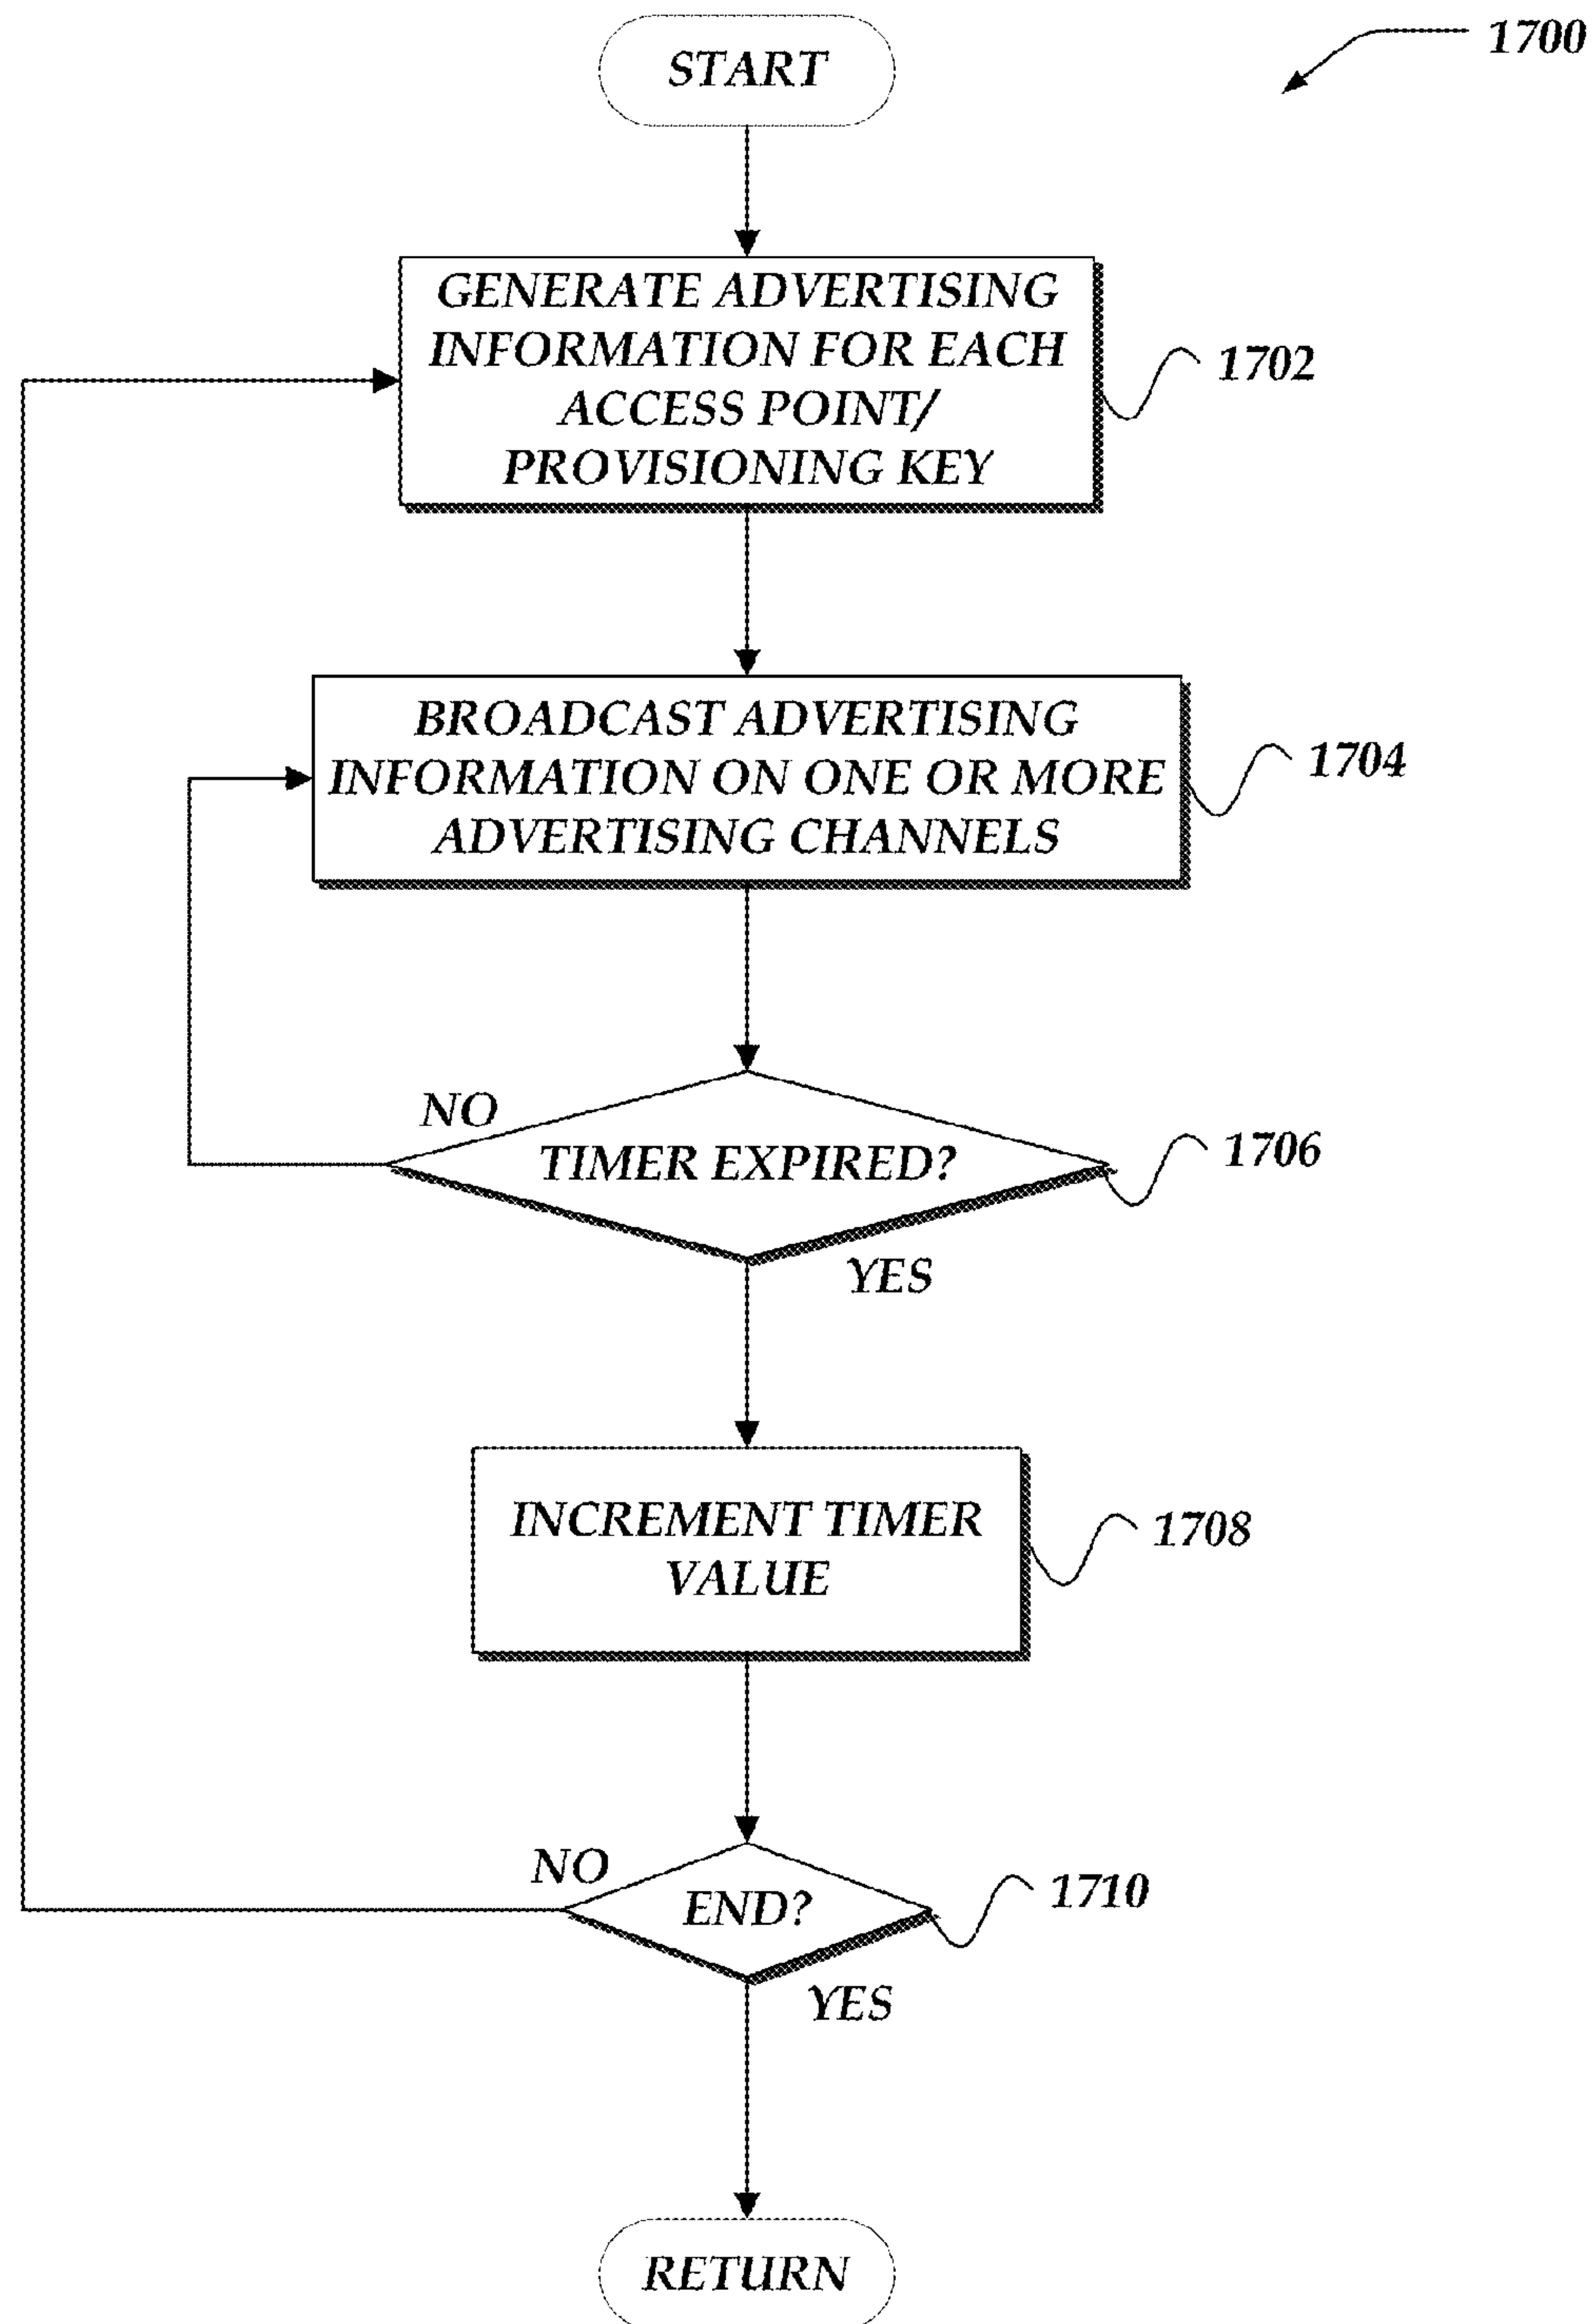 START
1700
GENERATE ADVERTISING
INFORMATION FOR EACH
ACCESS POINT/
PROVISIONING KEY
1702
BROADCAST ADVERTISING
INFORMATION ON ONE OR MORE
ADVERTISING CHANNELS
1704
NO
TIMER EXPIRED?
1706
YES
INCREMENT TIMER
VALUE
1708
NO
END?
1710
YES
RETURN